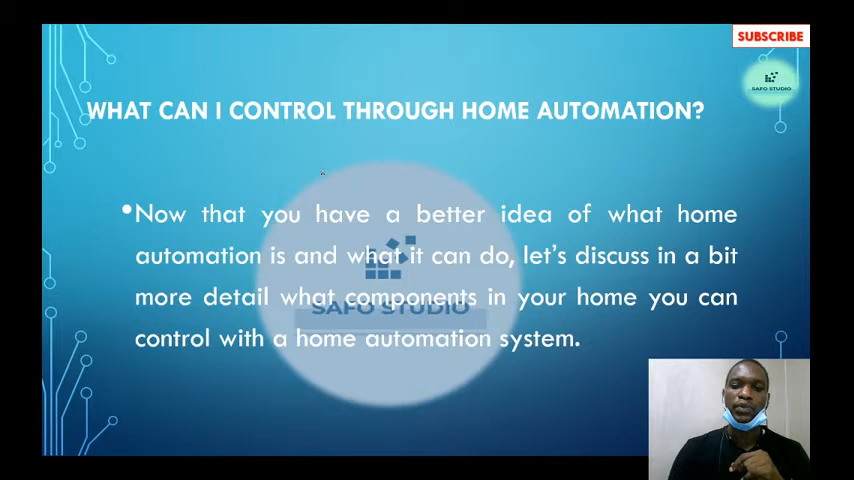 SUBSCRIBE
SAFO STUDIO
WHAT CAN I CONTROL THROUGH HOME AUTOMATION?
•Now that you have a better idea of what home
automation is and what it can do, let's discuss in a bit
more detail what components in your home you can
control with a home automation system.
SAFO STUDIO